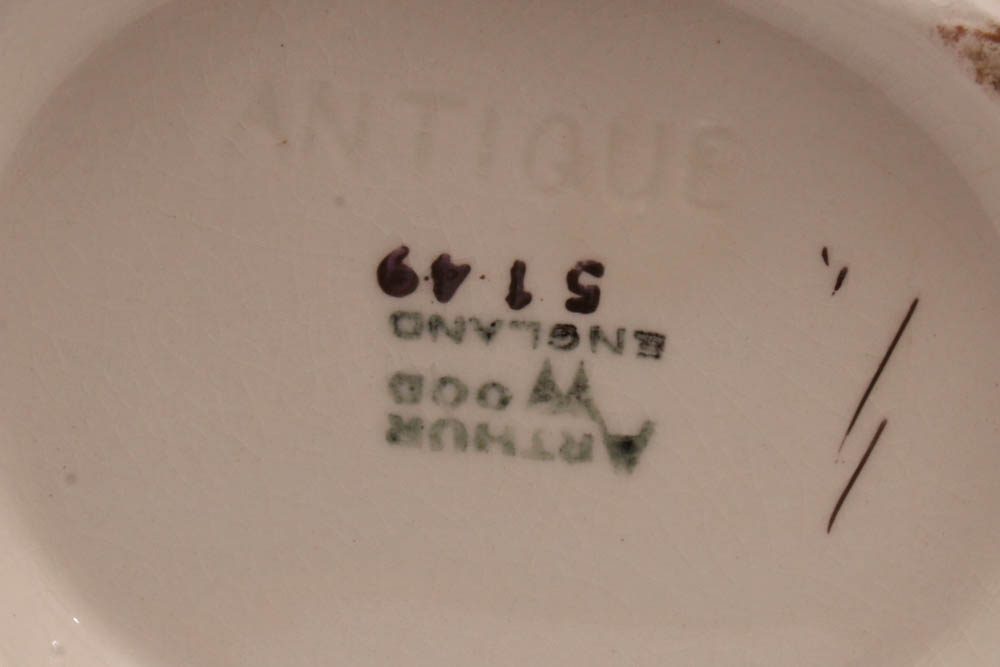 ANTIQUE
ARTHUR
WOOD
ENGLAND
5149